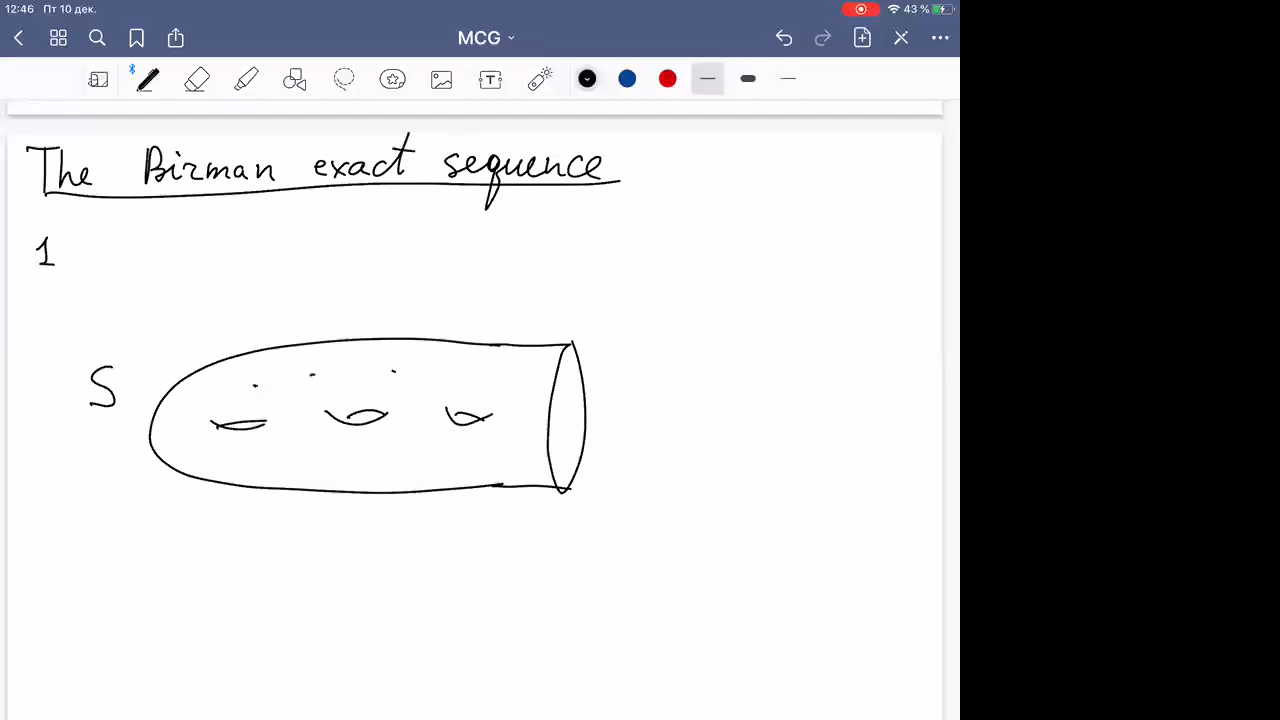 12:46 Пт 10 дек. 43 %
MCG
T
The Birman exact sequence
1
S